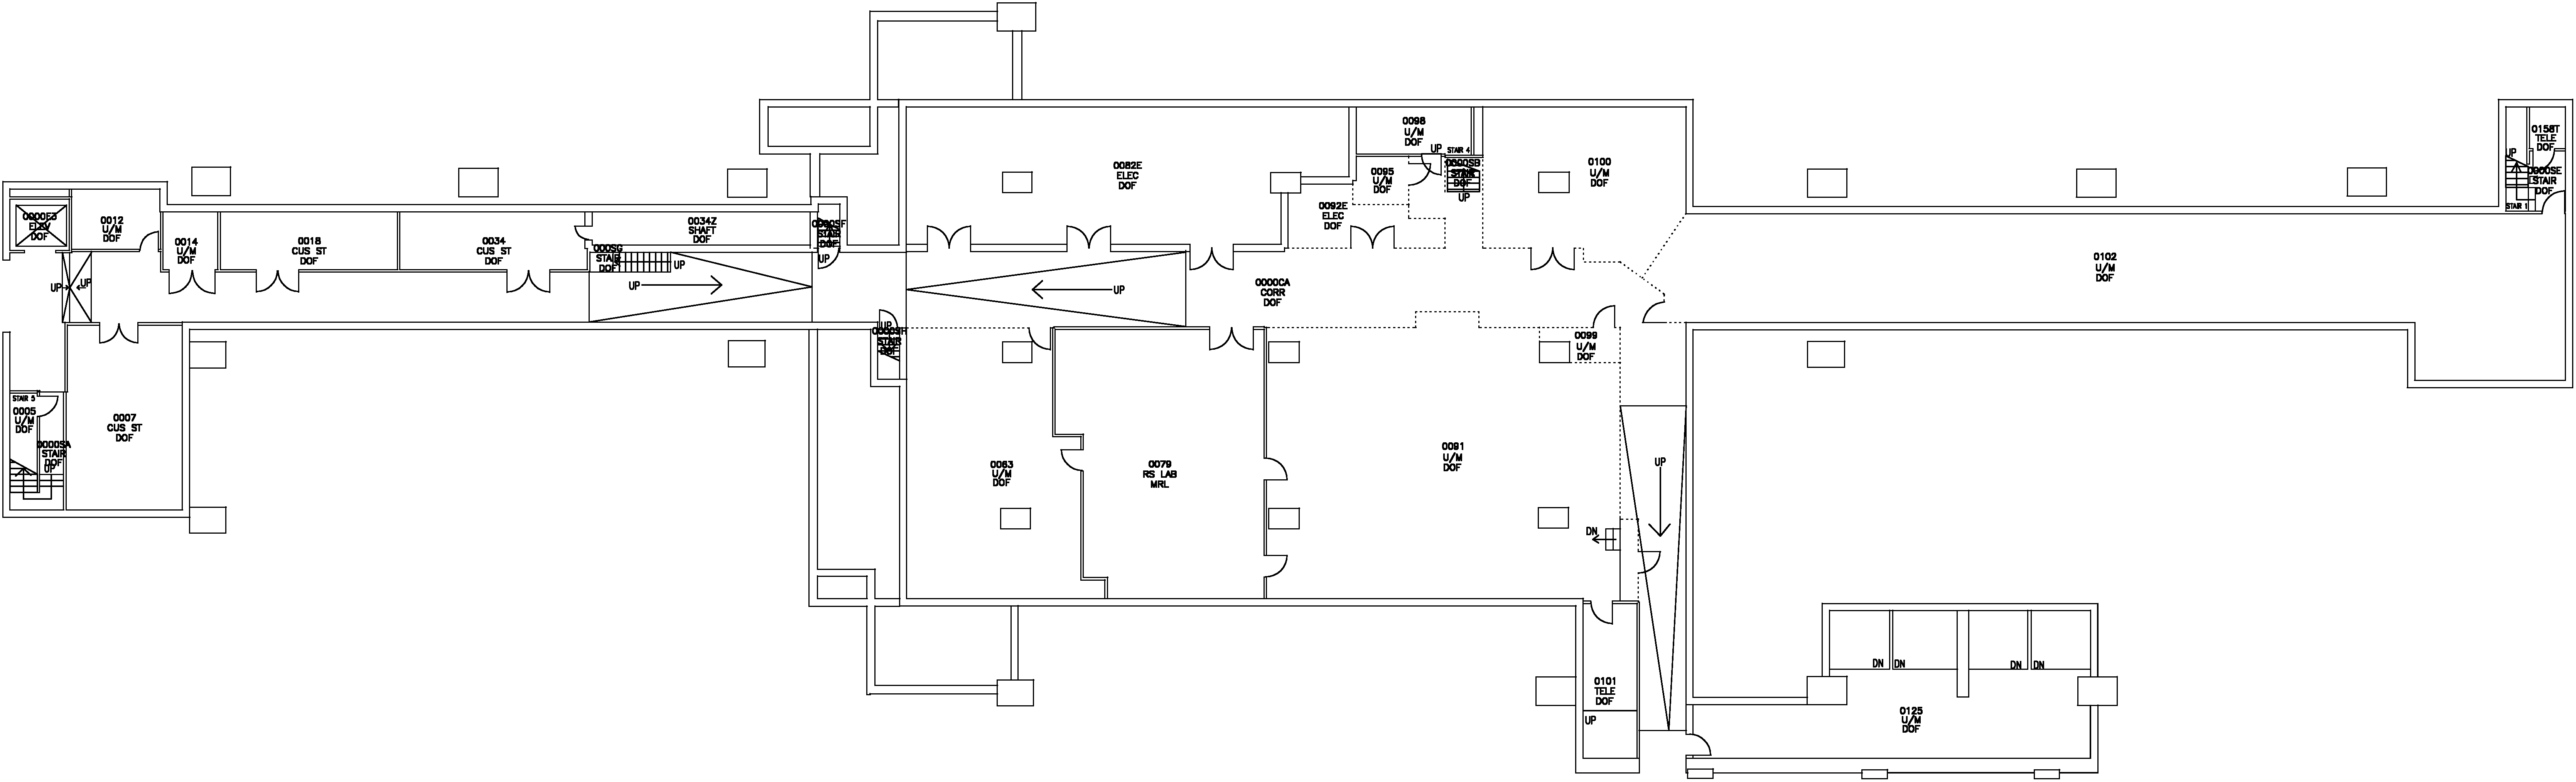 0098
U/M
DOF
UP
STAIR 4
0000SB
STAIR
DOF
UP
0158T
TELE
DOF
UP
0000SE
STAIR
DOF
STAIR 1
0082E
ELEC
DOF
0095
U/M
DOF
0100
U/M
DOF
0092E
ELEC
DOF
0000E3
ELEV
DOF
0012
U/M
DOF
0014
U/M
DOF
0018
CUS ST
DOF
0034
CUS ST
DOF
0034Z
SHAFT
DOF
0000SF
STAIR
DOF
UP
000SG
STAIR
DOF
UP
UP
UP
UP
UP
0000CA
CORR
DOF
0102
U/M
DOF
UP
0000SH
STAIR
DOF
0099
U/M
DOF
STAIR 5
0005
U/M
DOF
0007
CUS ST
DOF
0000SA
STAIR
DOF
UP
0063
U/M
DOF
0079
RS LAB
MRL
0091
U/M
DOF
UP
DN
0101
TELE
DOF
UP
DN
DN
DN
DN
0125
U/M
DOF